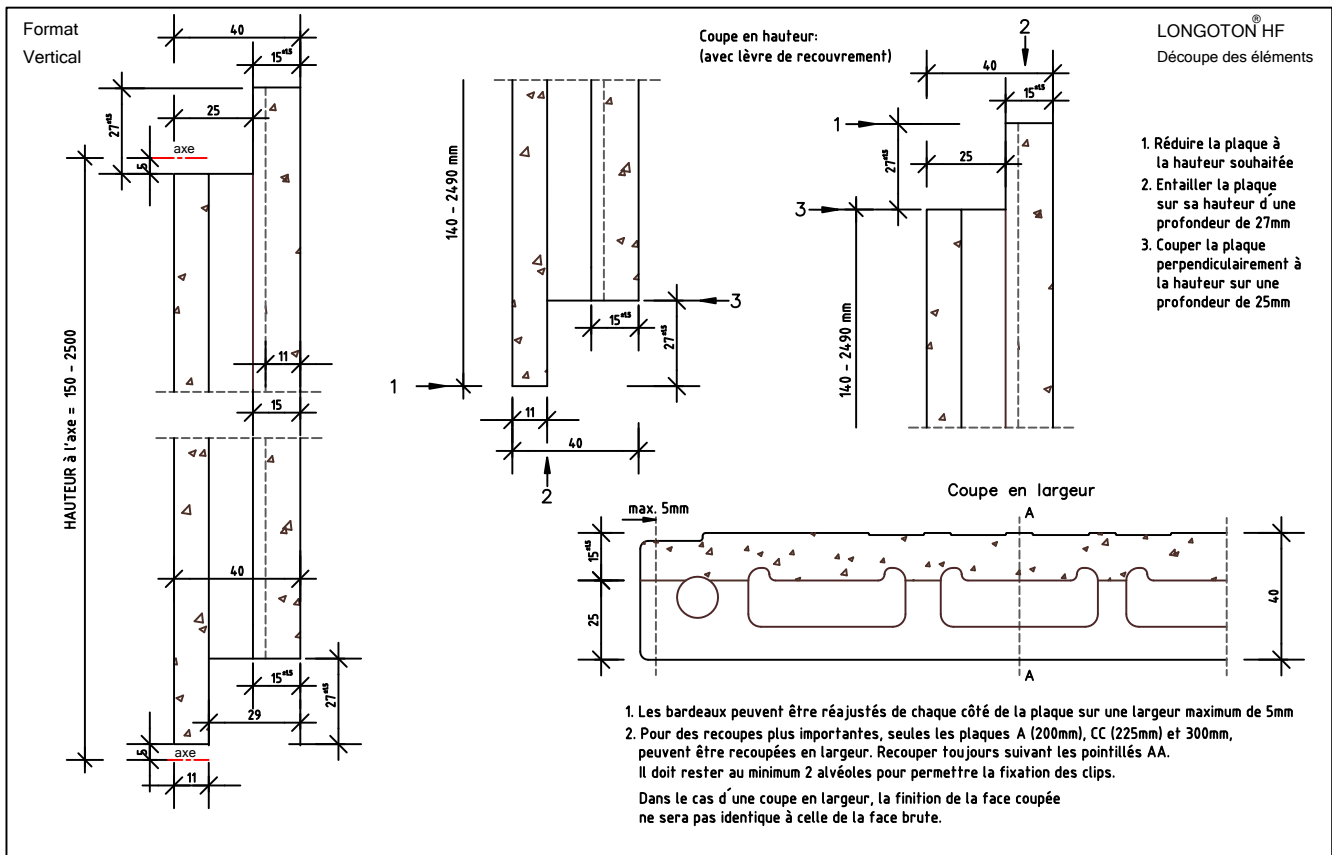 Format
Vertical
40
15±1.5
25
27±1.5
axe
5
11
15
HAUTEUR à l'axe = 150 - 2500
40
15±1.5
27±1.5
29
5
axe
11
Coupe en hauteur:
(avec lèvre de recouvrement)
140 - 2490 mm
3
15±1.5
27±1.5
1
11
40
2
2
40
15±1.5
1
27±1.5
25
3
140 - 2490 mm
LONGOTON® HF
Découpe des éléments
1. Réduire la plaque à
la hauteur souhaitée
2. Entailler la plaque
sur sa hauteur d'une
profondeur de 27mm
3. Couper la plaque
perpendiculairement à
la hauteur sur une
profondeur de 25mm
Coupe en largeur
max. 5mm
A
15±1.5
25
40
A
1. Les bardeaux peuvent être réajustés de chaque côté de la plaque sur une largeur maximum de 5mm
2. Pour des recoupes plus importantes, seules les plaques A (200mm), CC (225mm) et 300mm,
peuvent être recoupées en largeur. Recouper toujours suivant les pointillés AA.
Il doit rester au minimum 2 alvéoles pour permettre la fixation des clips.
Dans le cas d'une coupe en largeur, la finition de la face coupée
ne sera pas identique à celle de la face brute.